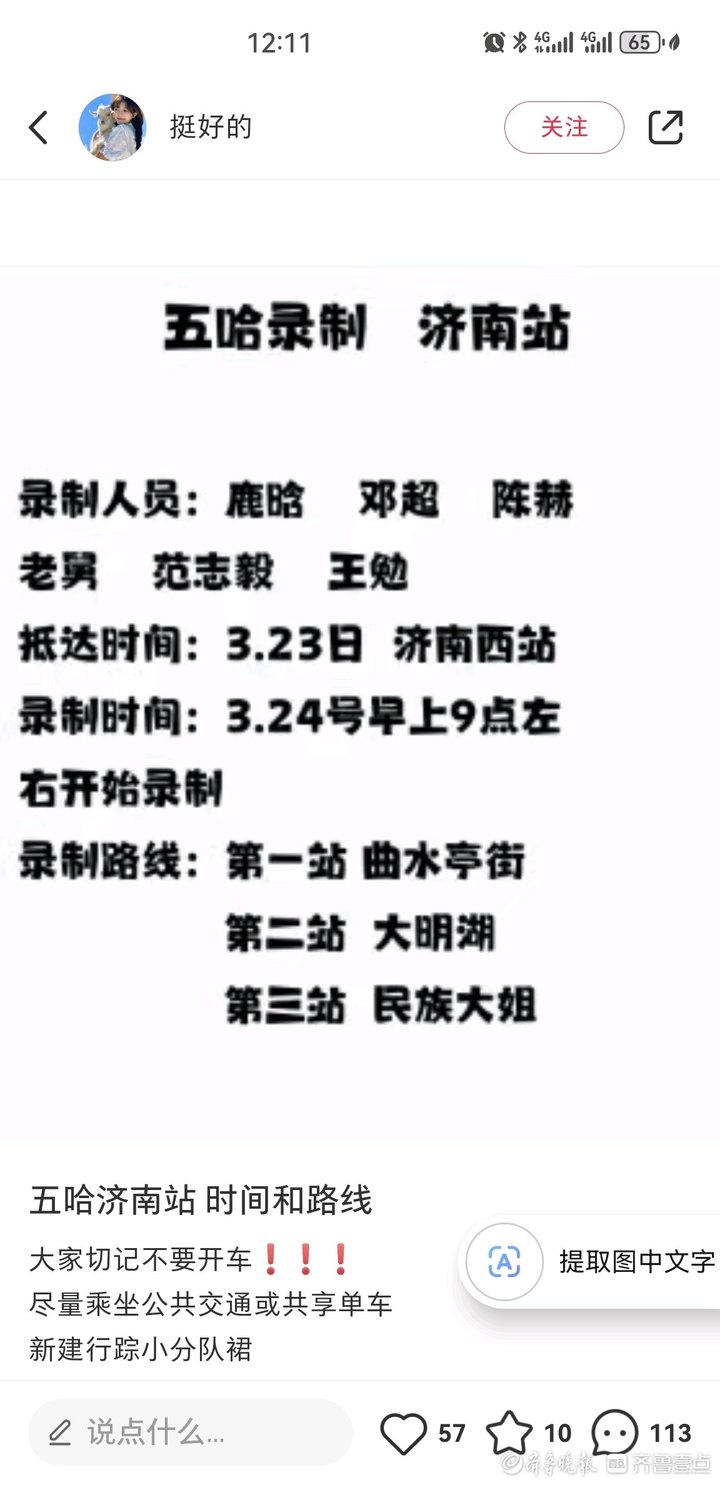 12:11
4G 4G 65
挺好的
关注
五哈录制 济南站
录制人员：鹿晗 邓超 陈赫
老舅 范志毅 王勉
抵达时间：3.23日 济南西站
录制时间：3.24号早上9点左
右开始录制
录制路线：第一站 曲水亭街
第二站 大明湖
第三站 民族大姐
五哈济南站 时间和路线
大家切记不要开车❗❗❗
尽量乘坐公共交通或共享单车
新建行踪小分队裙
A 提取图中文字
说点什么...
57
10
113
齐鲁晚报 齐鲁壹点